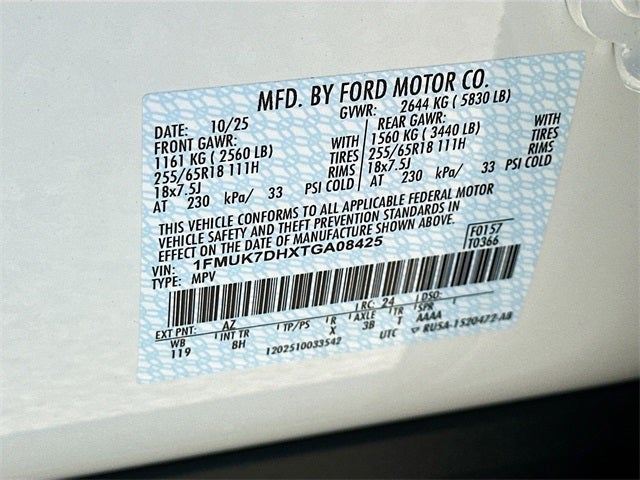 MFD. BY FORD MOTOR CO.
DATE: 10/25 GVWR: 2644 KG ( 5830 LB)
FRONT GAWR: REAR GAWR:
1161 KG ( 2560 LB) WITH 1560 KG ( 3440 LB) WITH
255/65R18 111H TIRES 255/65R18 111H TIRES
18x7.5J RIMS 18x7.5J RIMS
AT 230 kPa/ 33 PSI COLD AT 230 kPa/ 33 PSI COLD
THIS VEHICLE CONFORMS TO ALL APPLICABLE FEDERAL MOTOR
VEHICLE SAFETY AND THEFT PREVENTION STANDARDS IN
EFFECT ON THE DATE OF MANUFACTURE SHOWN ABOVE.
VIN: 1FMUK7DHXTGA08425 F0157
TYPE: MPV T0366
EXT PNT: AZ RC: 24 DSO:
WB INT TR TP/PS R AXLE TR SPR
119 BH X 3B T AAAA
1202510033542 UTC RUSA-1520472-AB